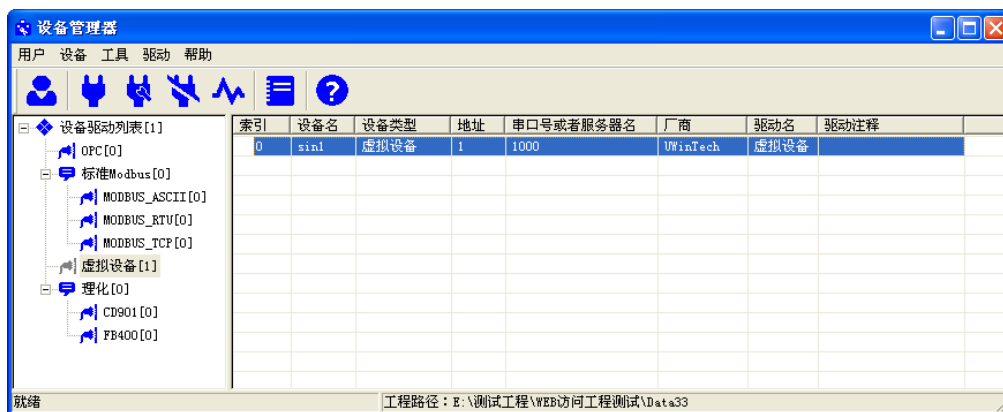 设备管理器
用户 设备 工具 驱动 帮助
设备驱动列表[1]
OPC[0]
标准Modbus[0]
MODBUS_ASCII[0]
MODBUS_RTU[0]
MODBUS_TCP[0]
虚拟设备[1]
理化[0]
CD901[0]
FB400[0]
索引 设备名 设备类型 地址 串口号或者服务器名 厂商 驱动名 驱动注释
0 sin1 虚拟设备 1 1000 UWinTech 虚拟设备
就绪 工程路径：E:\测试工程\WEB访问工程测试\Data33